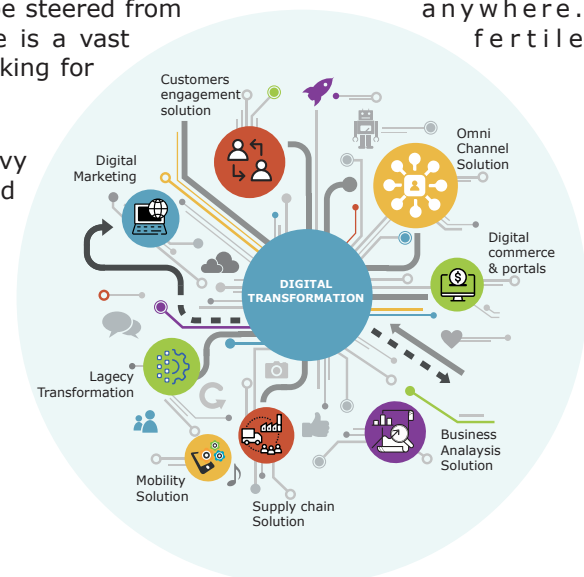 be steered from
e is a vast
king for
vy
d
anywhere.
fertile
Customers
engagement
solution
Omni
Channel
Solution
Digital
Marketing
Digital
commerce
& portals
DIGITAL
TRANSFORMATION
Lagecy
Transformation
Business
Analaysis
Solution
Mobility
Solution
Supply chain
Solution